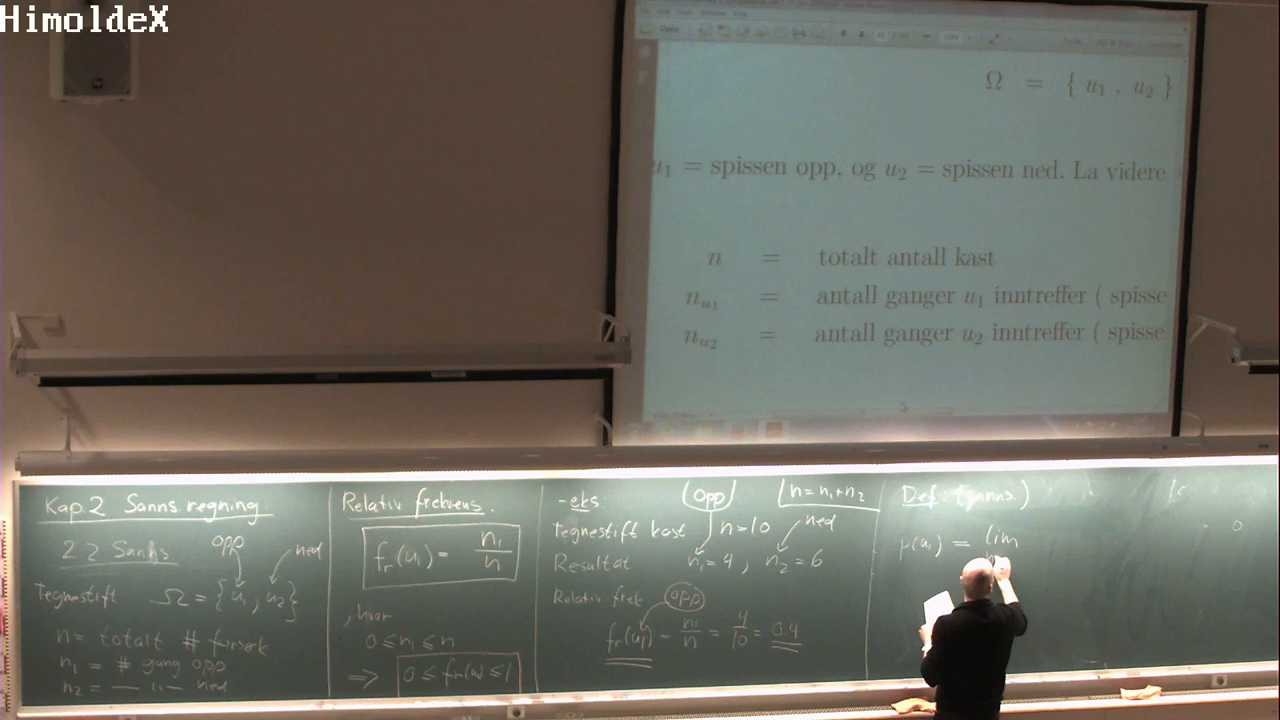 HimoldeX
Ω = { u₁ , u₂ }
u₁ = spissen opp, og u₂ = spissen ned. La videre
n = totalt antall kast
nᵤ₁ = antall ganger u₁ inntreffer ( spisse
nᵤ₂ = antall ganger u₂ inntreffer ( spisse
Kap.2 Sanns.regning
2.2 Sanns.
opp
ned
Tegnestift Ω = {u₁, u₂}
n = totalt # forsøk
n₁ = # gang opp
n₂ = — 11 — ned
Relativ frekvens.
fr(u₁) = n₁/n
, hvor
0 ≤ n₁ ≤ n
⇒ 0 ≤ fr(u₁) ≤ 1
-eks:
(opp)
n = n₁ + n₂
Tegnestift kast n = 10
ned
Resultat n₁ = 4 , n₂ = 6
Relativ frek. opp
fr(u₁) = n₁/n = 4/10 = 0.4
Def: (sanns.)
p(u₁) = lim